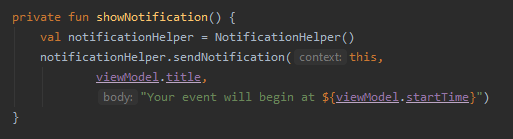 private fun showNotification() {
val notificationHelper = NotificationHelper()
notificationHelper.sendNotification( context: this,
viewModel.title,
body: "Your event will begin at ${viewModel.startTime}")
}